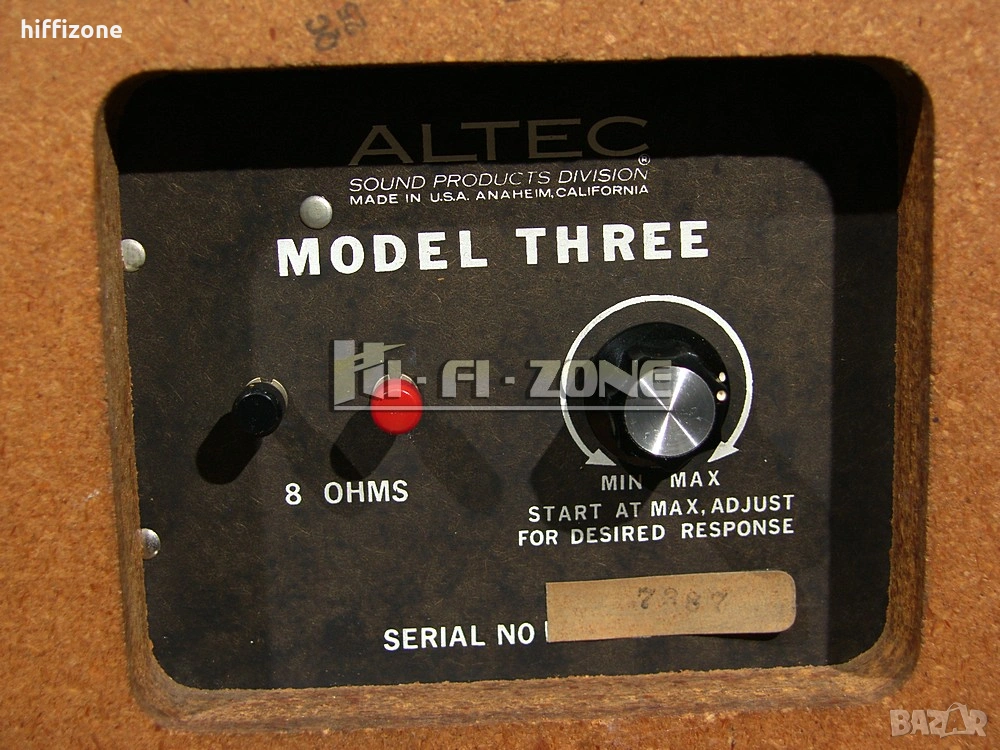 hiffizone
ALTEC
®
SOUND PRODUCTS DIVISION
MADE IN U.S.A. ANAHEIM, CALIFORNIA
MODEL THREE
HI-FI-ZONE
8 OHMS
MIN MAX
START AT MAX, ADJUST
FOR DESIRED RESPONSE
SERIAL NO
BAZAR